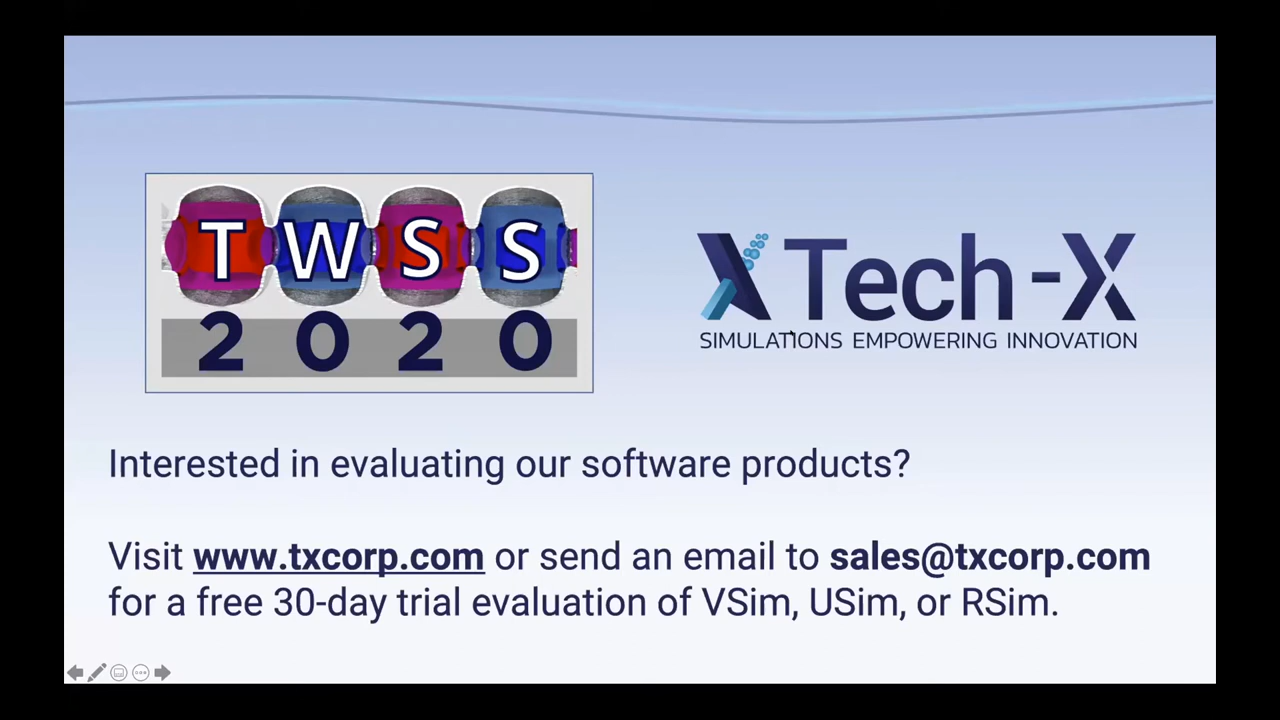 TWSS
2020
Tech-X
SIMULATIONS EMPOWERING INNOVATION
Interested in evaluating our software products?
Visit www.txcorp.com or send an email to sales@txcorp.com
for a free 30-day trial evaluation of VSim, USim, or RSim.